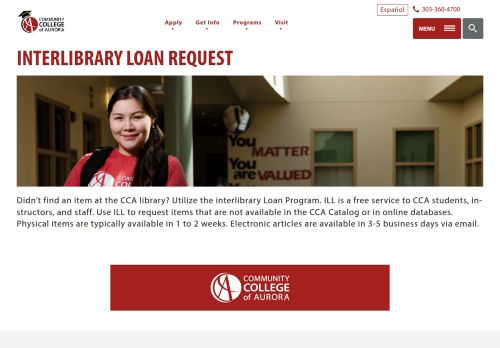 Español
303-360-4700
COMMUNITY
COLLEGE
of AURORA
Apply
Get Info
Programs
Visit
MENU
INTERLIBRARY LOAN REQUEST
COMMUNITY
You
MATTER
You are
VALUED
Didn't find an item at the CCA library? Utilize the interlibrary Loan Program. ILL is a free service to CCA students, in-
structors, and staff. Use ILL to request items that are not available in the CCA Catalog or in online databases.
Physical items are typically available in 1 to 2 weeks. Electronic articles are available in 3-5 business days via email.
COMMUNITY
COLLEGE
of AURORA